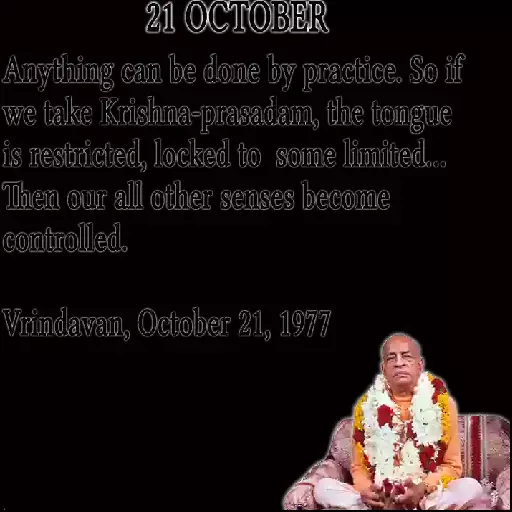 21 OCTOBER
Anything can be done by practice. So if
we take Krishna-prasadam, the tongue
is restricted, locked to some limited...
Then our all other senses become
controlled.
Vrindavan, October 21, 1977